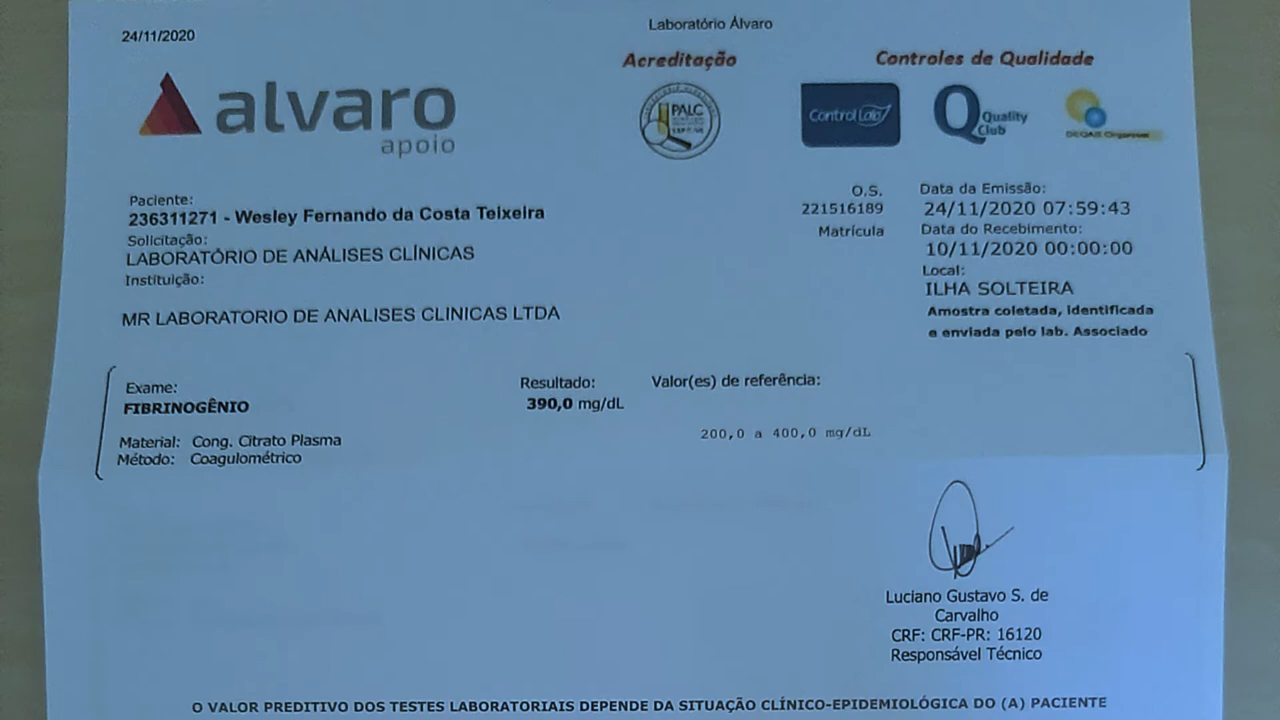 24/11/2020
Laboratório Álvaro
Acreditação
Controles de Qualidade
alvaro
apoio
PALC
ControlLab
Q Quality
Club
Paciente:
236311271 - Wesley Fernando da Costa Teixeira
Solicitação:
LABORATÓRIO DE ANÁLISES CLÍNICAS
Instituição:
MR LABORATORIO DE ANALISES CLINICAS LTDA
O.S.
221516189
Matrícula
Data da Emissão:
24/11/2020 07:59:43
Data do Recebimento:
10/11/2020 00:00:00
Local:
ILHA SOLTEIRA
Amostra coletada, identificada
e enviada pelo lab. Associado
Exame:
FIBRINOGÊNIO
Resultado:
390,0 mg/dL
Valor(es) de referência:
200,0 a 400,0 mg/dL
Material: Cong. Citrato Plasma
Método: Coagulométrico
Luciano Gustavo S. de
Carvalho
CRF: CRF-PR: 16120
Responsável Técnico
O VALOR PREDITIVO DOS TESTES LABORATORIAIS DEPENDE DA SITUAÇÃO CLÍNICO-EPIDEMIOLÓGICA DO (A) PACIENTE